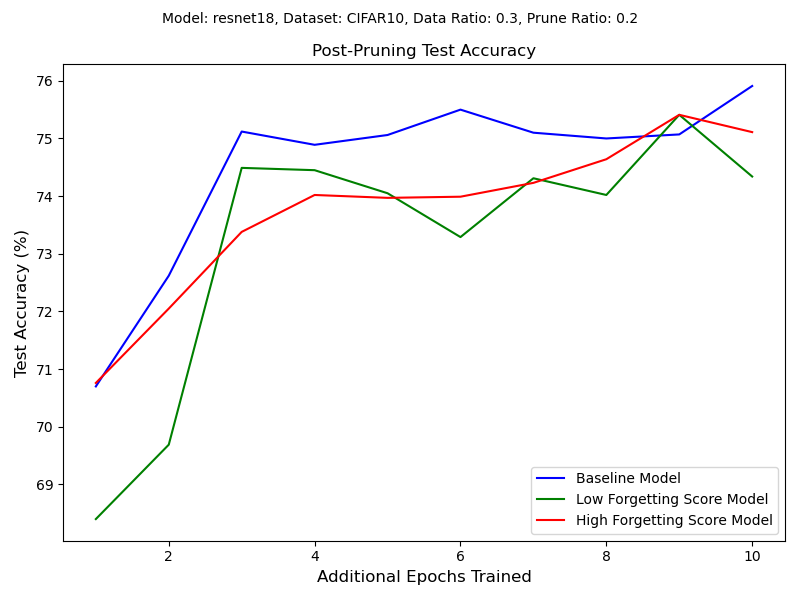 Model: resnet18, Dataset: CIFAR10, Data Ratio: 0.3, Prune Ratio: 0.2
Post-Pruning Test Accuracy
Test Accuracy (%)
76
75
74
73
72
71
70
69
Baseline Model
Low Forgetting Score Model
High Forgetting Score Model
2 4 6 8 10
Additional Epochs Trained